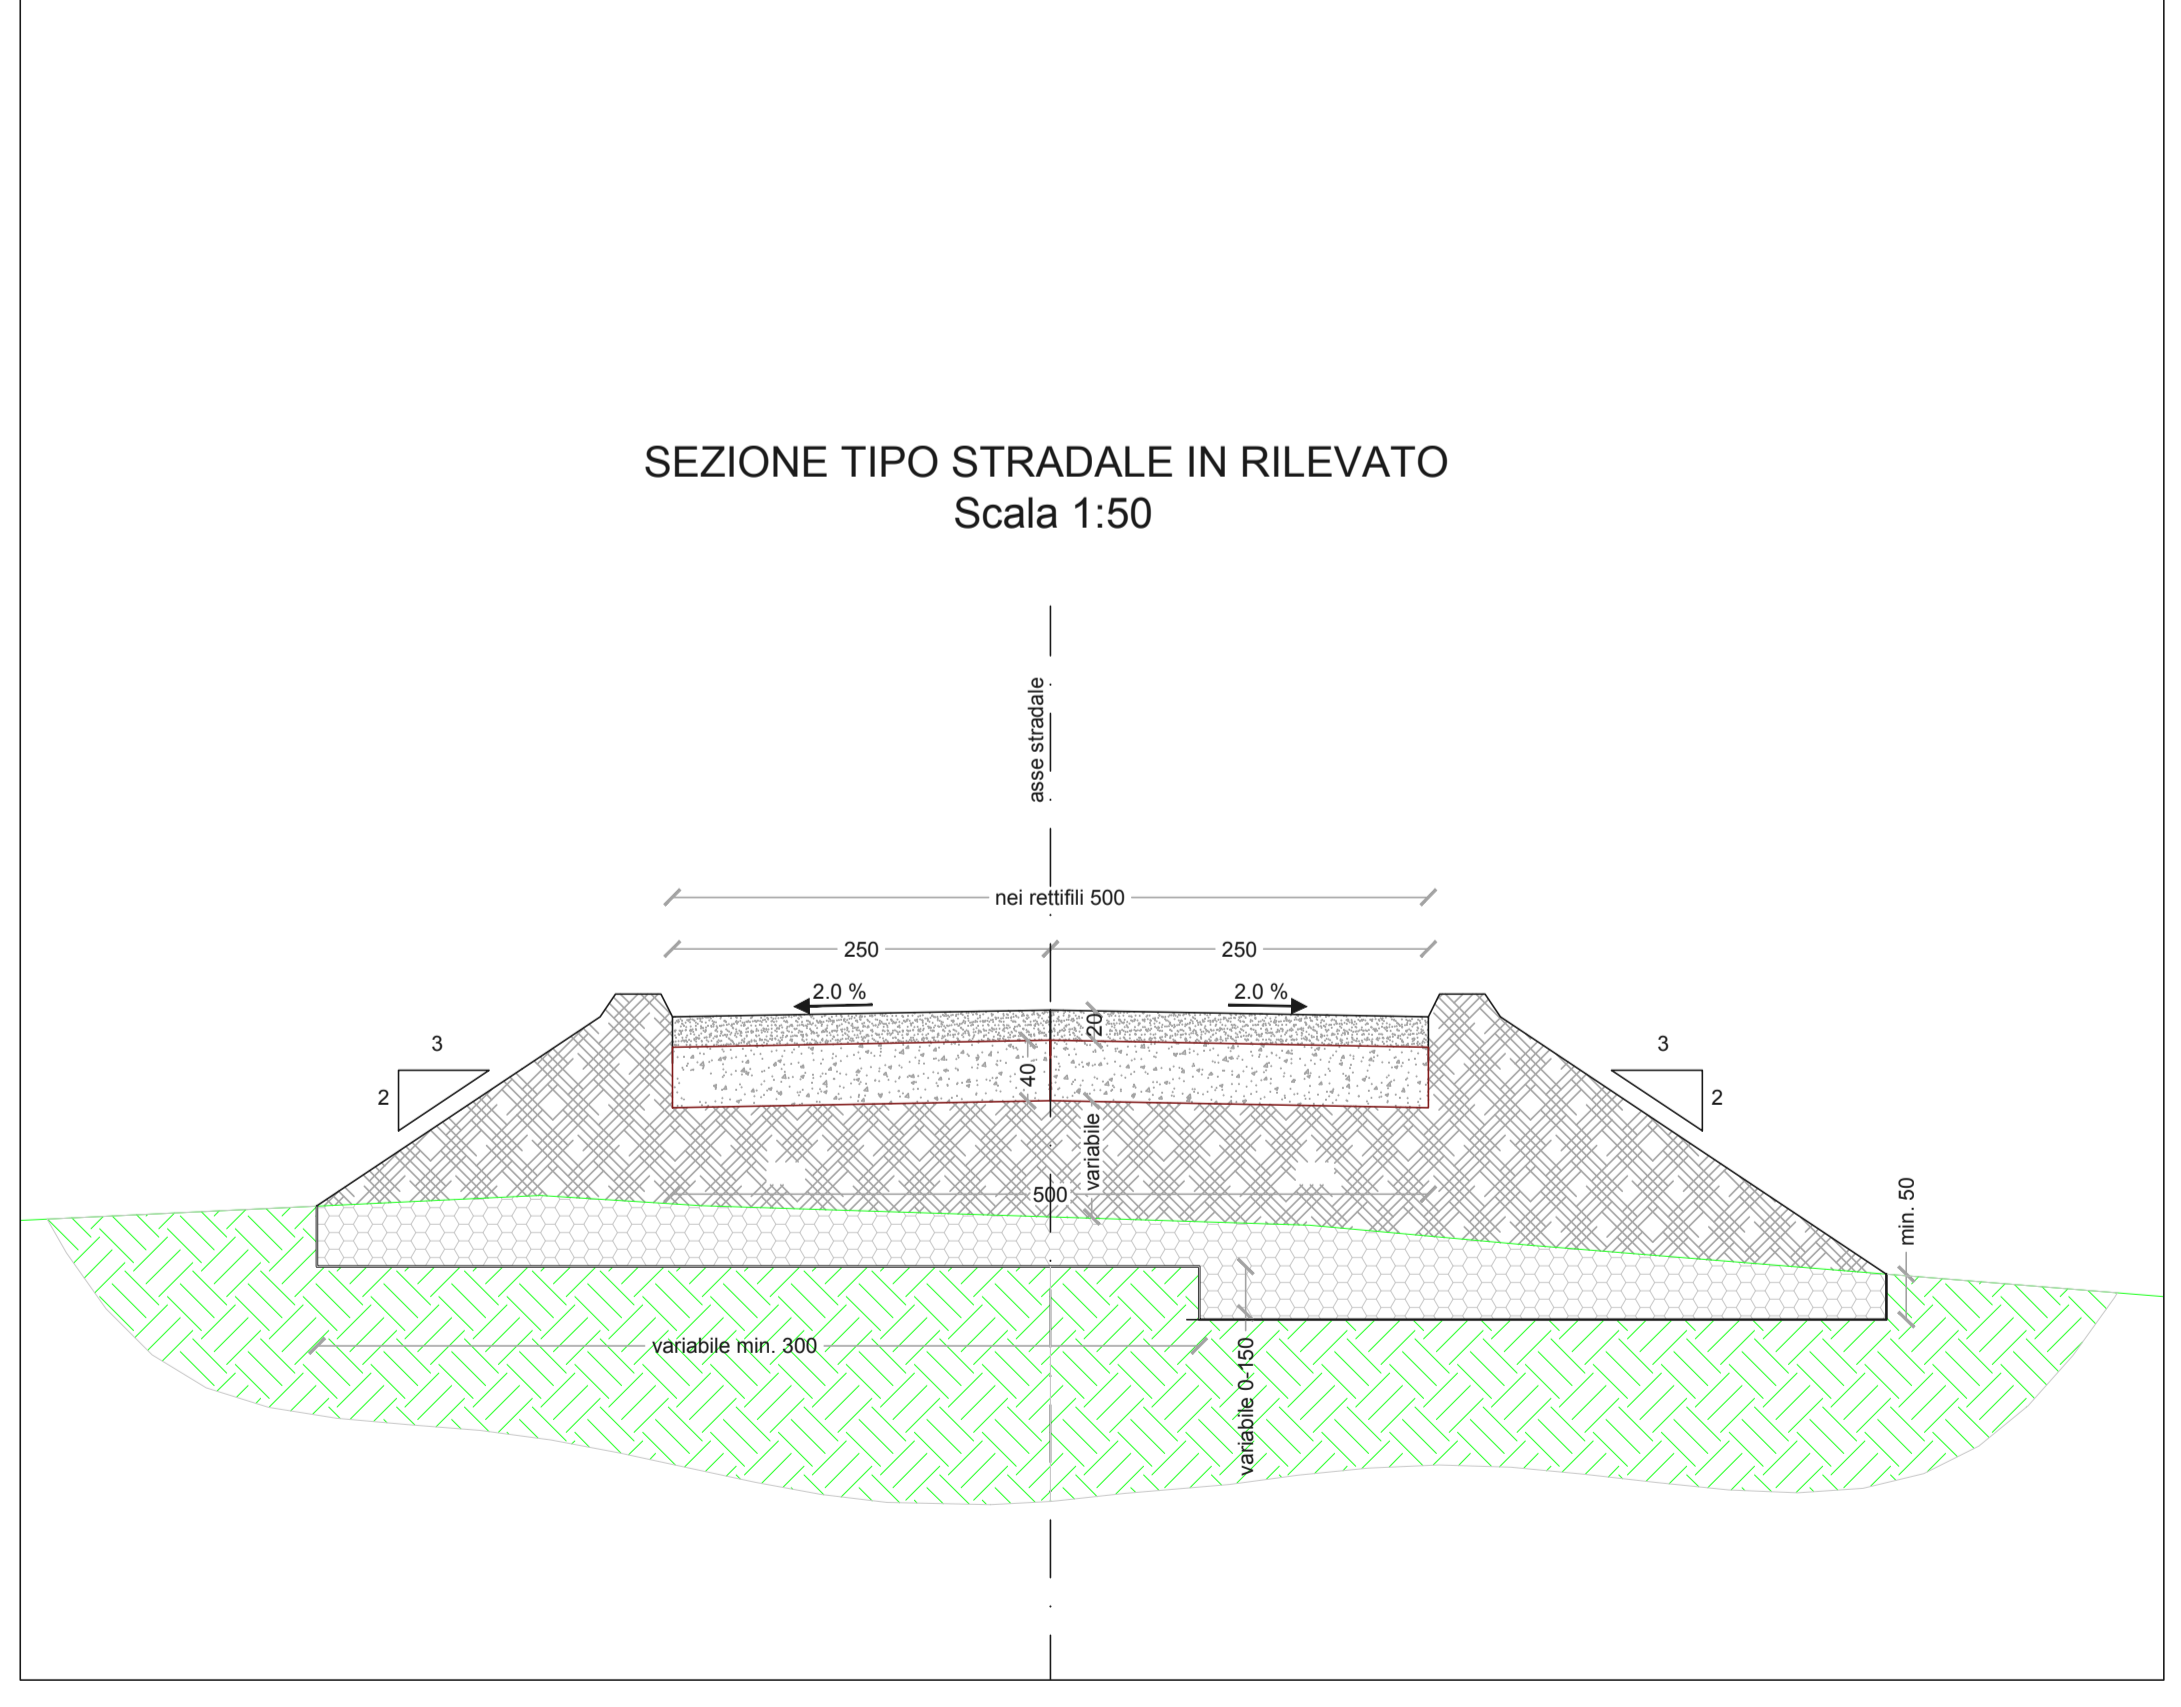 SEZIONE TIPO STRADALE IN RILEVATO
Scala 1:50
asse stradale
nei rettifili 500
250
250
2.0 %
2.0 %
20
3
3
40
2
2
variabile
500
min. 50
variabile min. 300
variabile 0-150